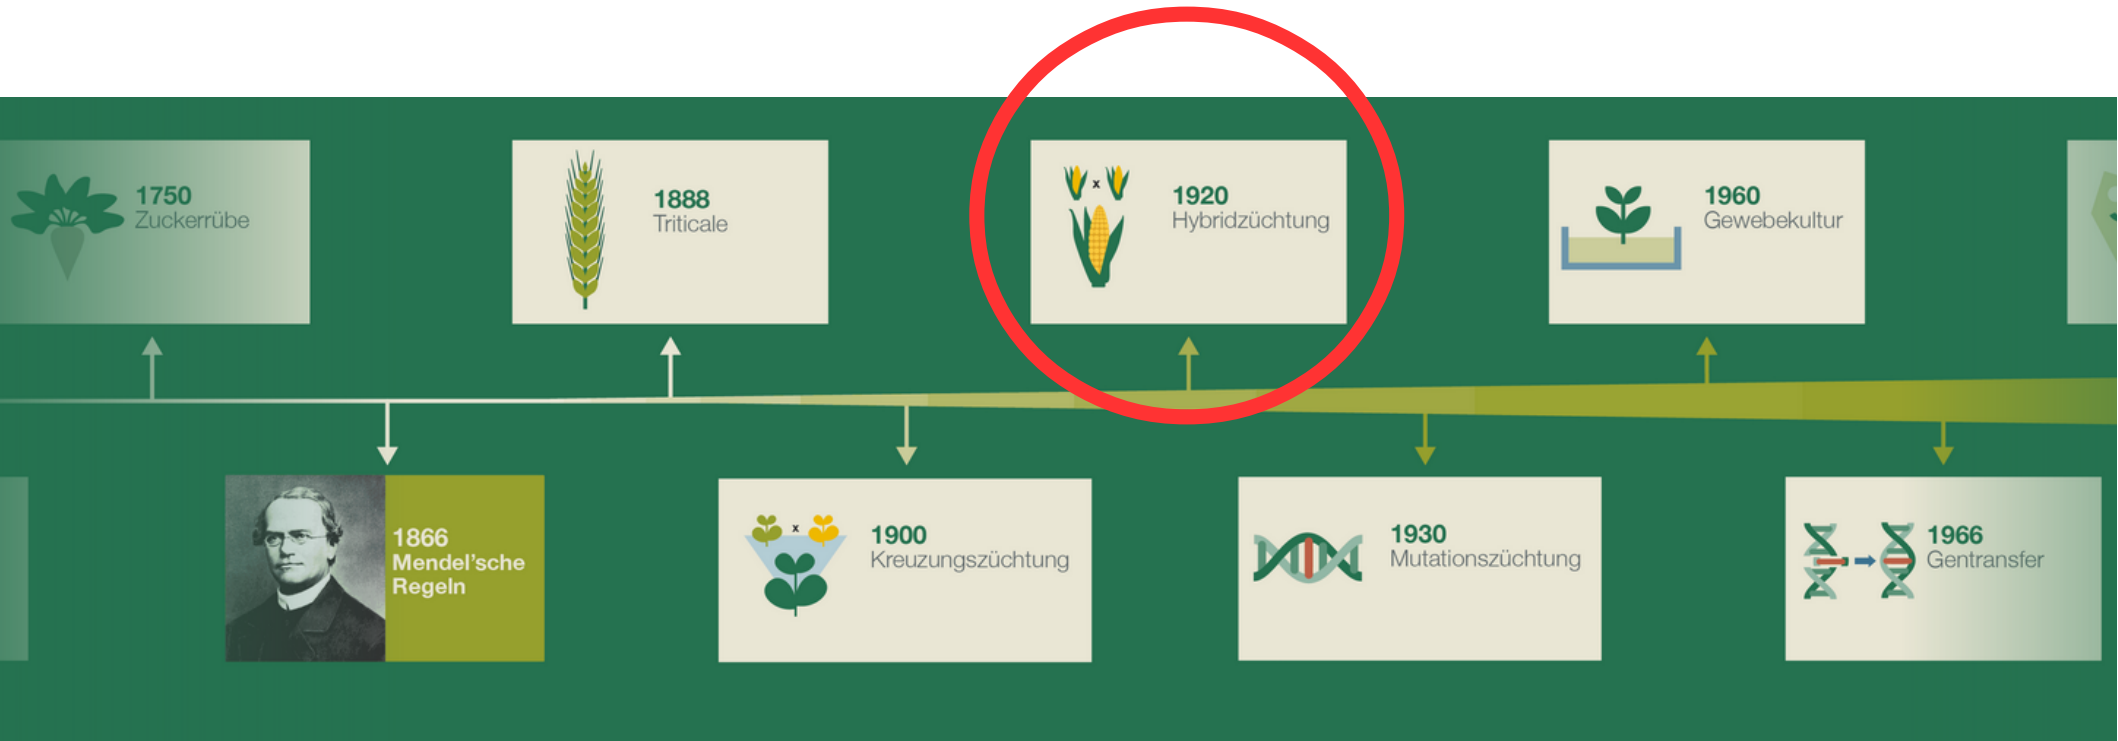 1750
Zuckerrübe
1888
Triticale
x
1920
Hybridzüchtung
1960
Gewebekultur
1866
Mendel'sche
Regeln
x
1900
Kreuzungszüchtung
1930
Mutationszüchtung
1966
Gentransfer